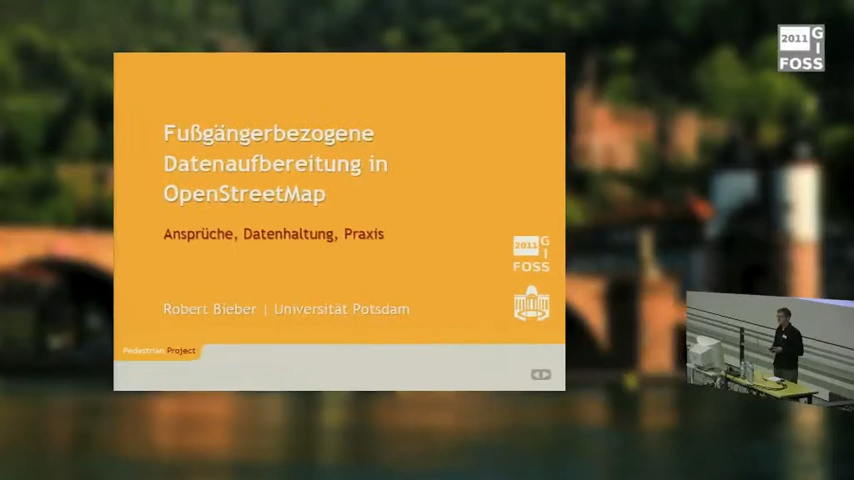 2011 G
I
FOSS
Fußgängerbezogene
Datenaufbereitung in
OpenStreetMap
Ansprüche, Datenhaltung, Praxis
2011 G
I
FOSS
Robert Bieber | Universität Potsdam
Pedestrian Project